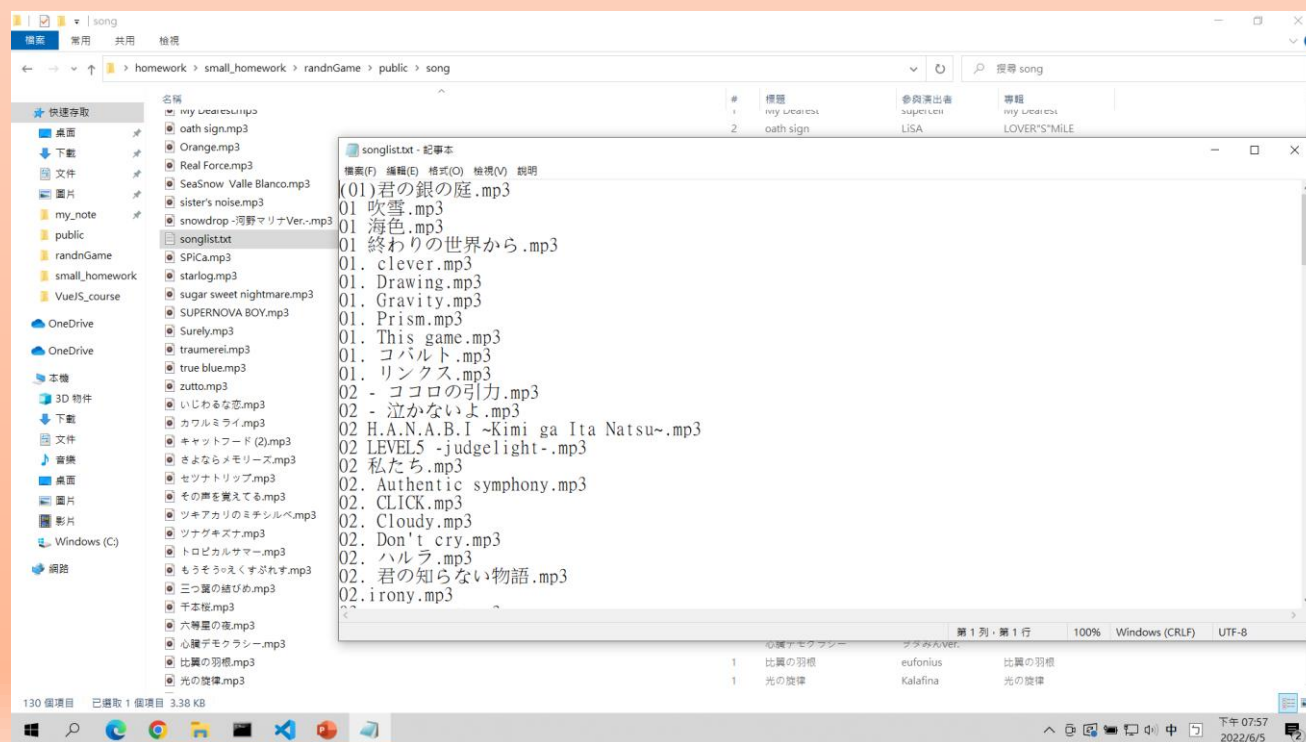 song
檔案 常用 共用 檢視
homework > small_homework > randnGame > public > song
搜尋 song
名稱 # 標題 參與演出者 專輯
快速存取
桌面
下載
文件
圖片
my_note
public
randnGame
small_homework
VueJS_course
OneDrive
OneDrive
本機
3D 物件
下載
文件
音樂
桌面
圖片
影片
Windows (C:)
網路
My Dearest.mp3 1 My Dearest supercell My Dearest
oath sign.mp3 2 oath sign LiSA LOVER"S"MiLE
Orange.mp3
Real Force.mp3
SeaSnow Valle Blanco.mp3
sister's noise.mp3
snowdrop -河野マリナVer.-.mp3
songlist.txt
SPiCa.mp3
starlog.mp3
sugar sweet nightmare.mp3
SUPERNOVA BOY.mp3
Surely.mp3
traumerei.mp3
true blue.mp3
zutto.mp3
いじわるな恋.mp3
カワルミライ.mp3
キャットフード (2).mp3
さよならメモリーズ.mp3
セツナトリップ.mp3
その声を覚えてる.mp3
ツキアカリのミチシルベ.mp3
ツナグキズナ.mp3
トロピカルサマー.mp3
もうそう○えくすぷれす.mp3
三つ葉の結びめ.mp3
千本桜.mp3
六等星の夜.mp3
心臓デモクラシー.mp3 心臓デモクラシー
比翼の羽根.mp3 1 比翼の羽根 eufonius 比翼の羽根
光の旋律.mp3 1 光の旋律 Kalafina 光の旋律
songlist.txt - 記事本
檔案(F) 編輯(E) 格式(O) 檢視(V) 說明
(01)君の銀の庭.mp3
01 吹雪.mp3
01 海色.mp3
01 終わりの世界から.mp3
01. clever.mp3
01. Drawing.mp3
01. Gravity.mp3
01. Prism.mp3
01. This game.mp3
01. コバルト.mp3
01. リンクス.mp3
02 - ココロの引力.mp3
02 - 泣かないよ.mp3
02 H.A.N.A.B.I ~Kimi ga Ita Natsu~.mp3
02 LEVEL5 -judgelight-.mp3
02 私たち.mp3
02. Authentic symphony.mp3
02. CLICK.mp3
02. Cloudy.mp3
02. Don't cry.mp3
02. ハルラ.mp3
02. 君の知らない物語.mp3
02.irony.mp3
第 1 列，第 1 行 100% Windows (CRLF) UTF-8
130 個項目 已選取 1 個項目 3.38 KB
中
下午 07:57
2022/6/5